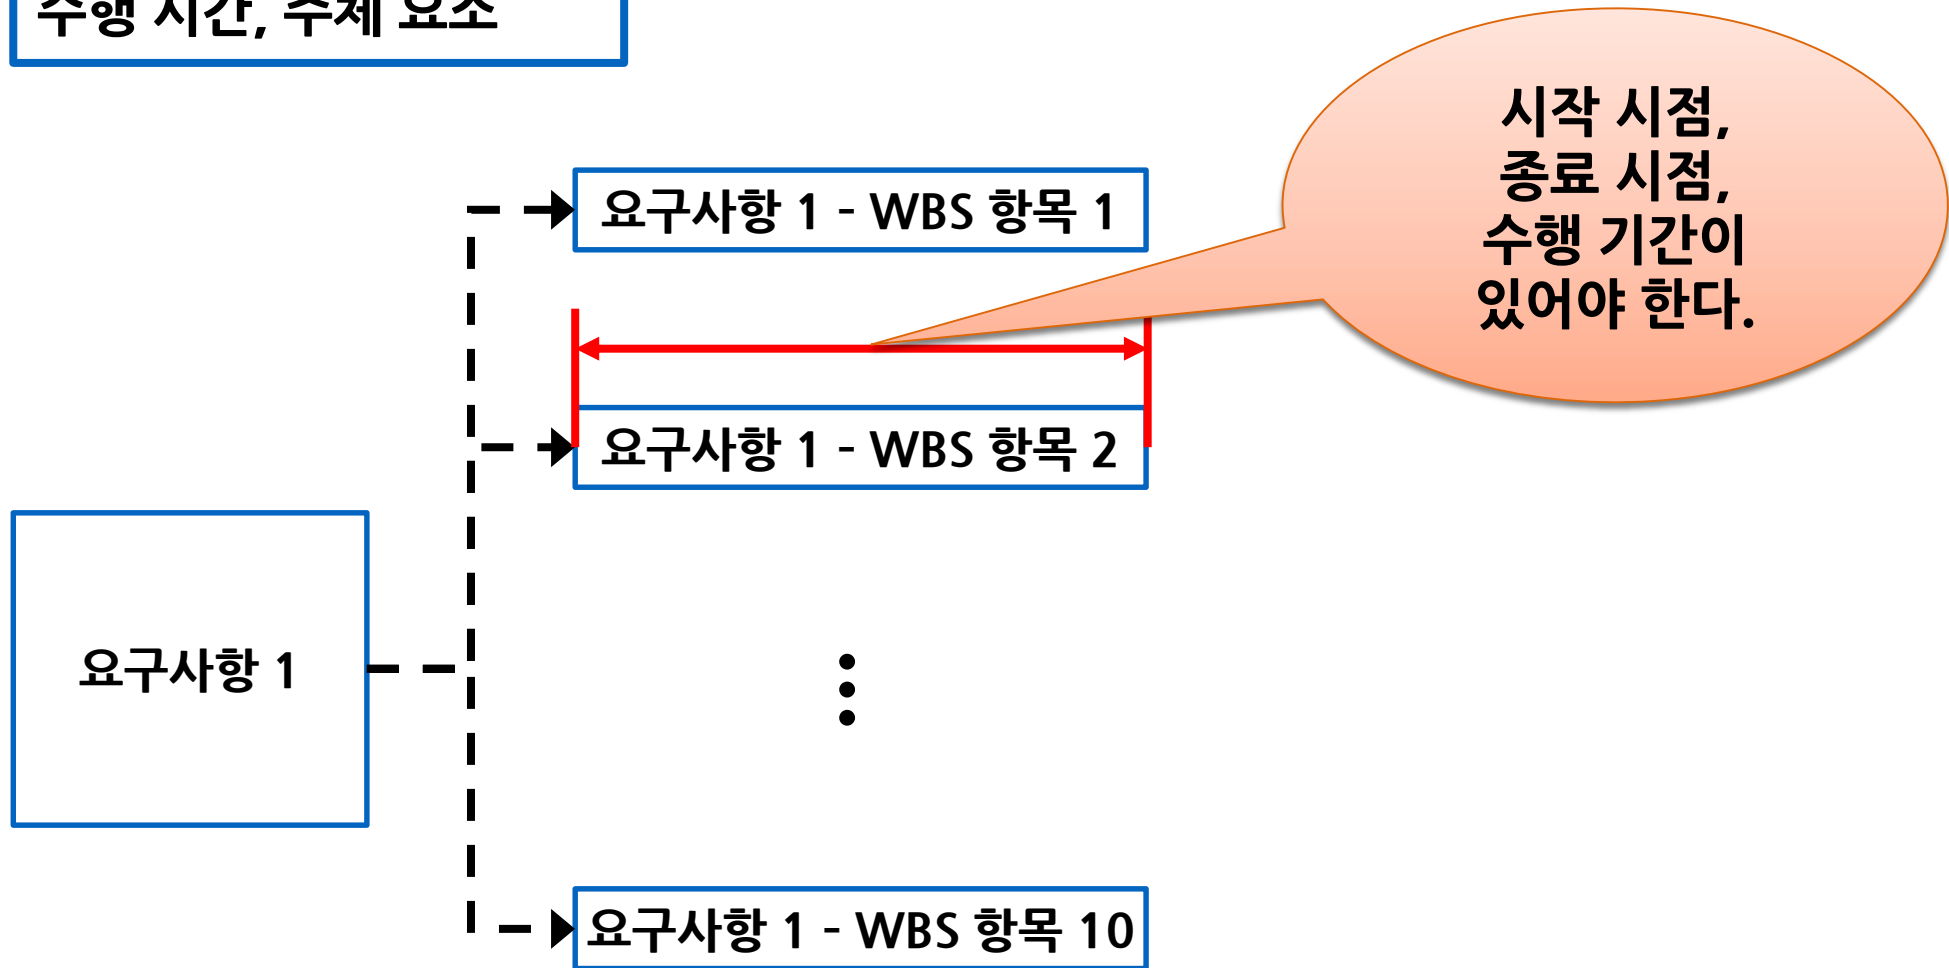 수행 시간, 주체 요소
시작 시점,
종료 시점,
수행 기간이
있어야 한다.
요구사항 1 - WBS 항목 1
요구사항 1 - WBS 항목 2
요구사항 1
요구사항 1 - WBS 항목 10